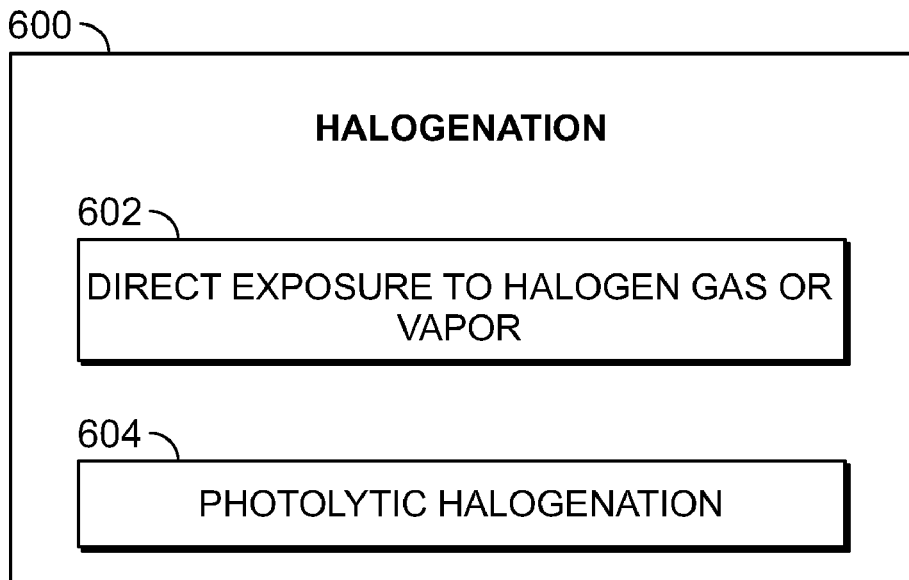 600
HALOGENATION
602
DIRECT EXPOSURE TO HALOGEN GAS OR
VAPOR
604
PHOTOLYTIC HALOGENATION